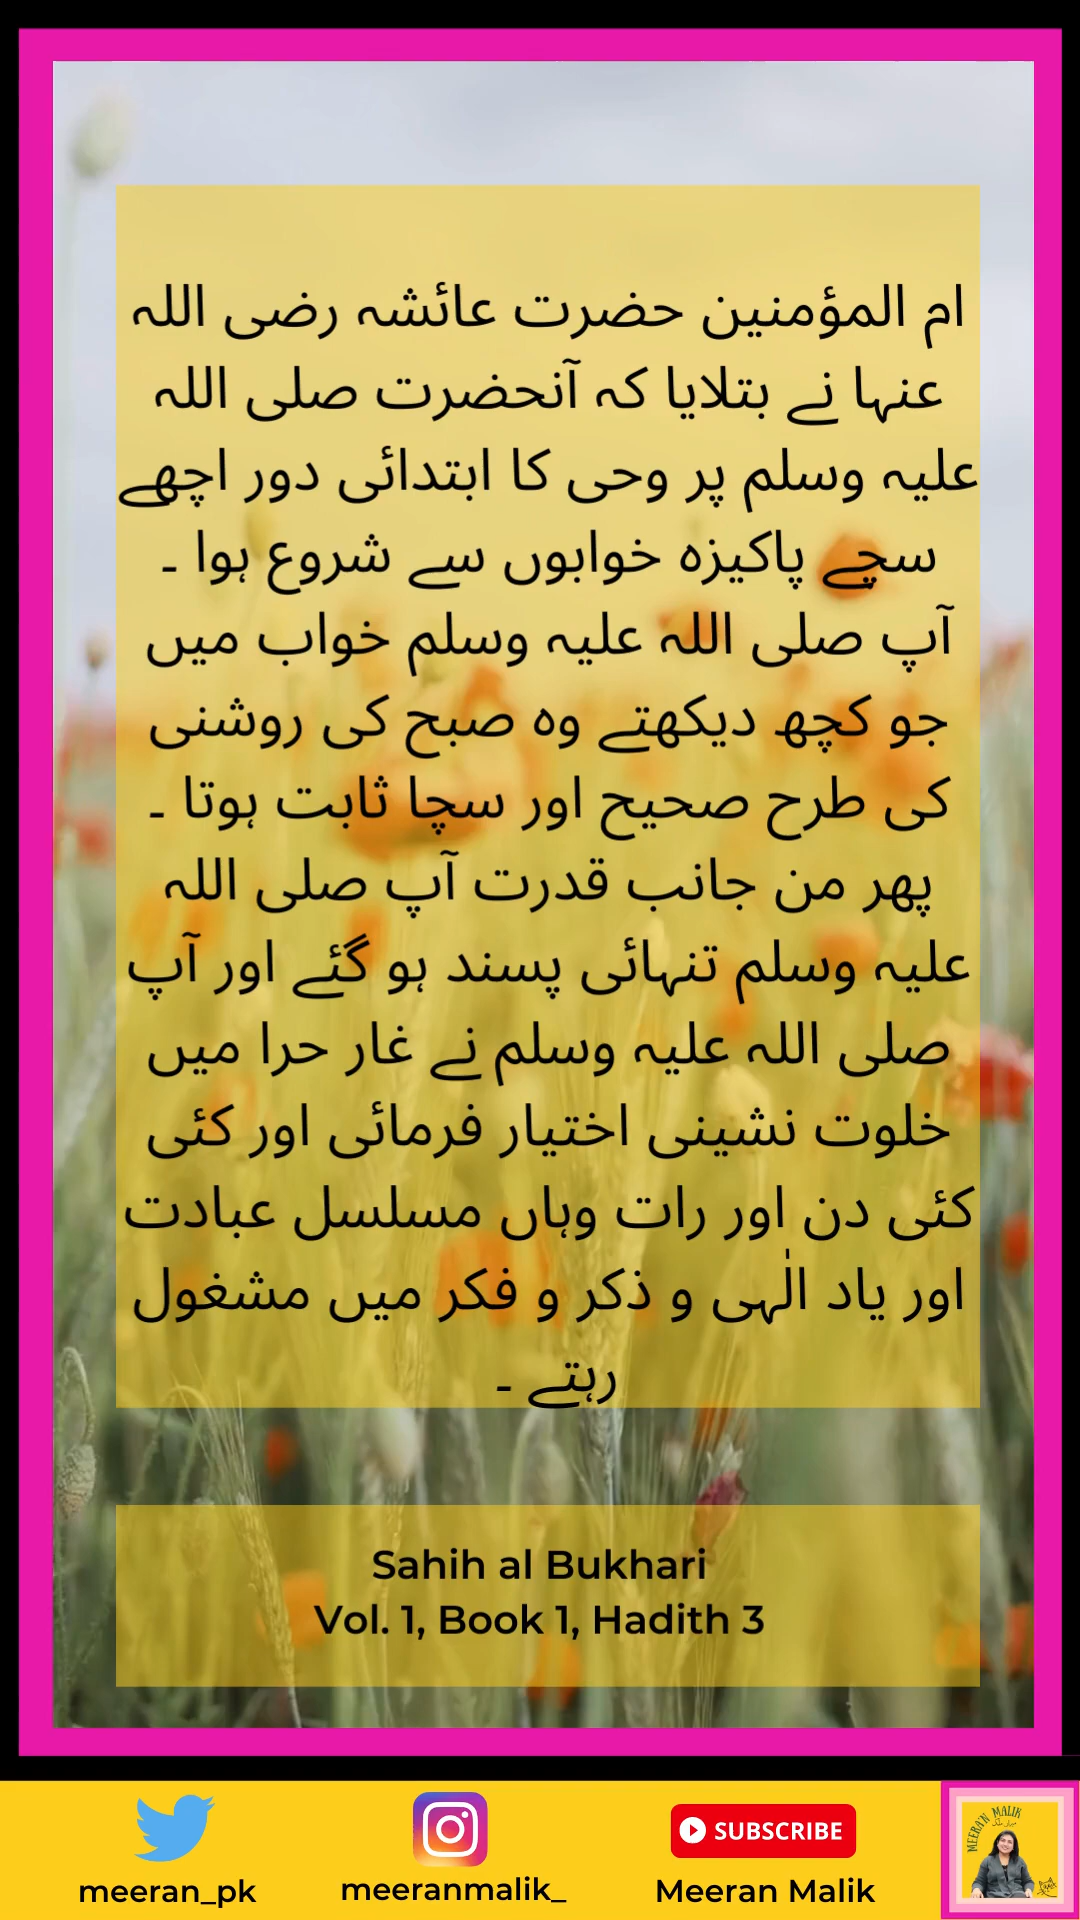 ام المؤمنین حضرت عائشہ رضی اللہ
عنہا نے بتلایا کہ آنحضرت صلی اللہ
علیہ وسلم پر وحی کا ابتدائی دور اچھے
سچے پاکیزہ خوابوں سے شروع ہوا ۔
آپ صلی اللہ علیہ وسلم خواب میں
جو کچھ دیکھتے وہ صبح کی روشنی
کی طرح صحیح اور سچا ثابت ہوتا ۔
پھر من جانب قدرت آپ صلی اللہ
علیہ وسلم تنہائی پسند ہو گئے اور آپ
صلی اللہ علیہ وسلم نے غار حرا میں
خلوت نشینی اختیار فرمائی اور کئی
کئی دن اور رات وہاں مسلسل عبادت
اور یاد الٰہی و ذکر و فکر میں مشغول
رہتے ۔
Sahih al Bukhari
Vol. 1, Book 1, Hadith 3
SUBSCRIBE
meeran_pk
meeranmalik_
Meeran Malik
MEERA'N MALIK